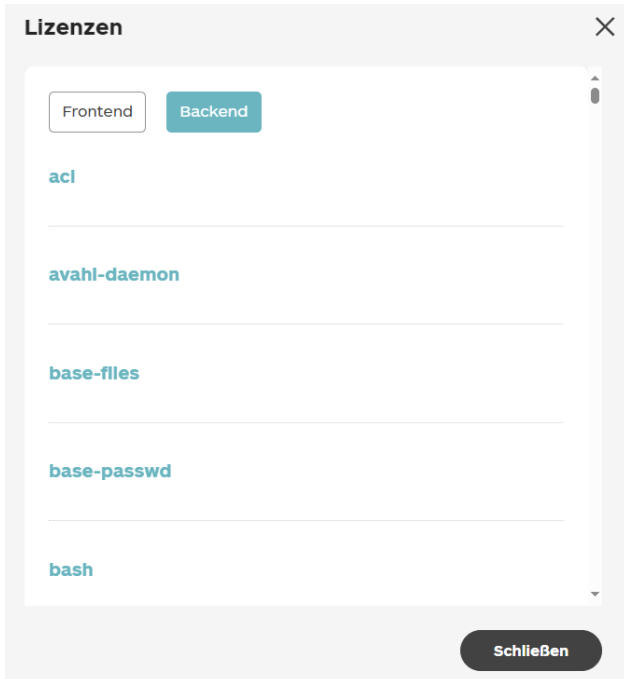 Lizenzen
Frontend Backend
acl
avahi-daemon
base-files
base-passwd
bash
Schließen